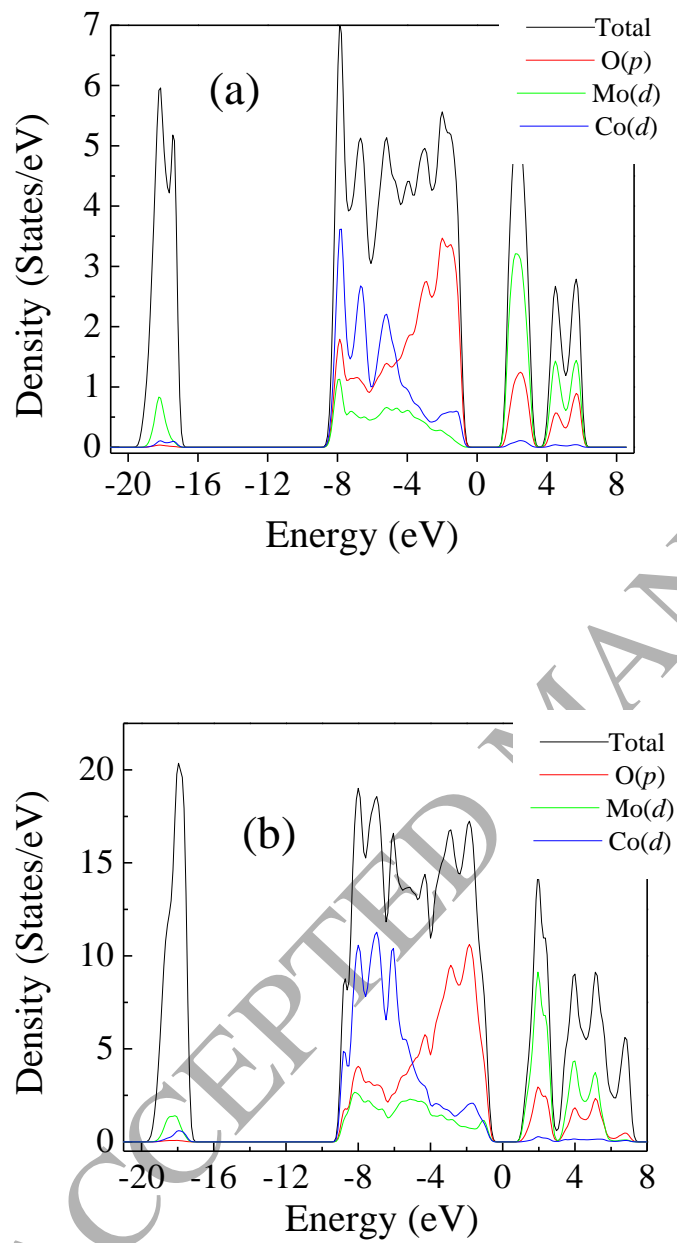 7
6
5
4
3
2
1
0
Density (States/eV)
(a)
Total
O(p)
Mo(d)
Co(d)
-20 -16 -12 -8 -4 0 4 8
Energy (eV)
20
15
10
5
0
Density (States/eV)
(b)
Total
O(p)
Mo(d)
Co(d)
-20 -16 -12 -8 -4 0 4 8
Energy (eV)
CCEPTED MAN